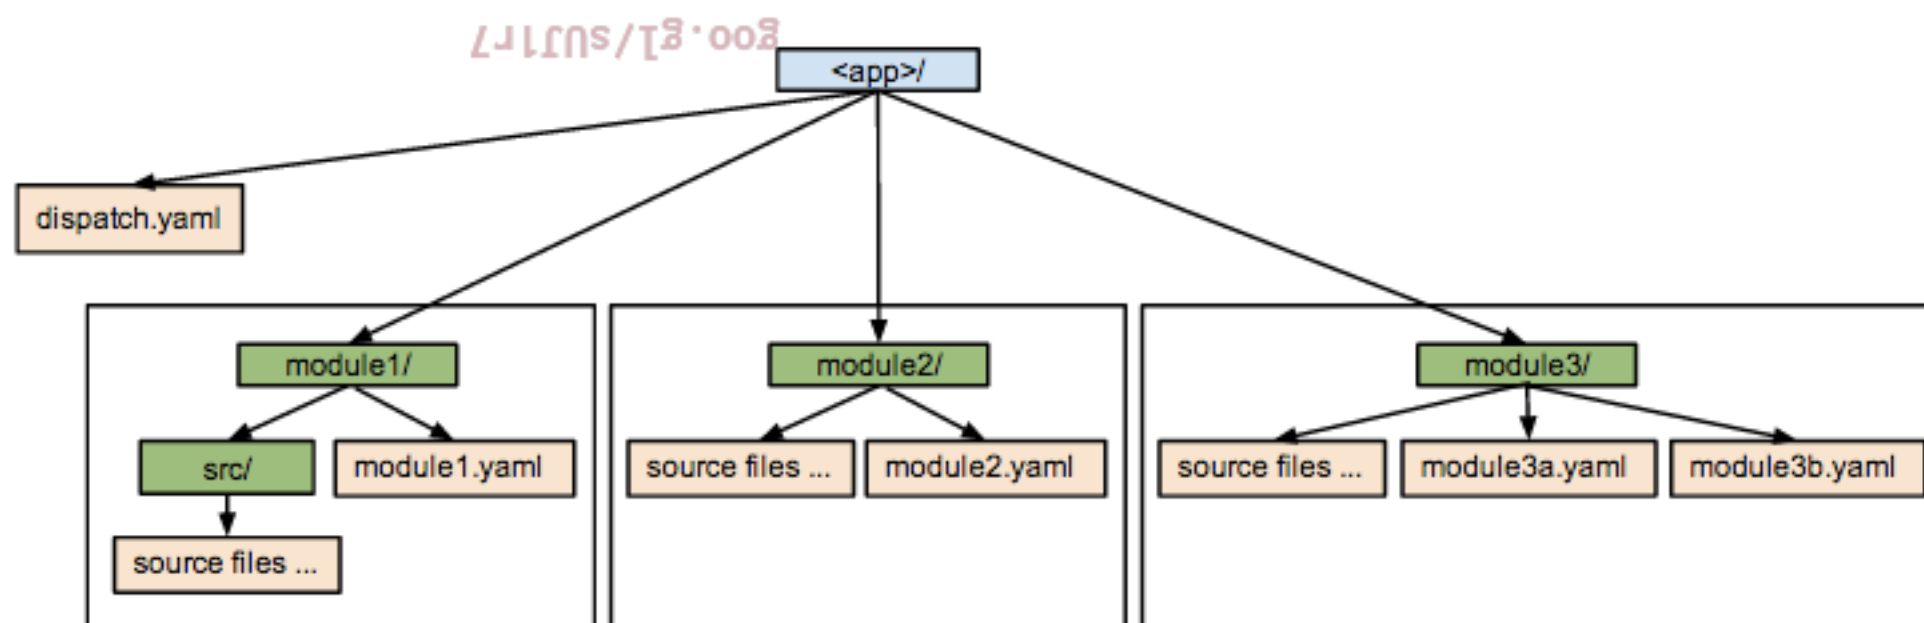 goo.gl/sUJ1r7
<app>/
dispatch.yaml
module1/
module2/
module3/
src/
module1.yaml
source files ...
module2.yaml
source files ...
module3a.yaml
module3b.yaml
source files ...